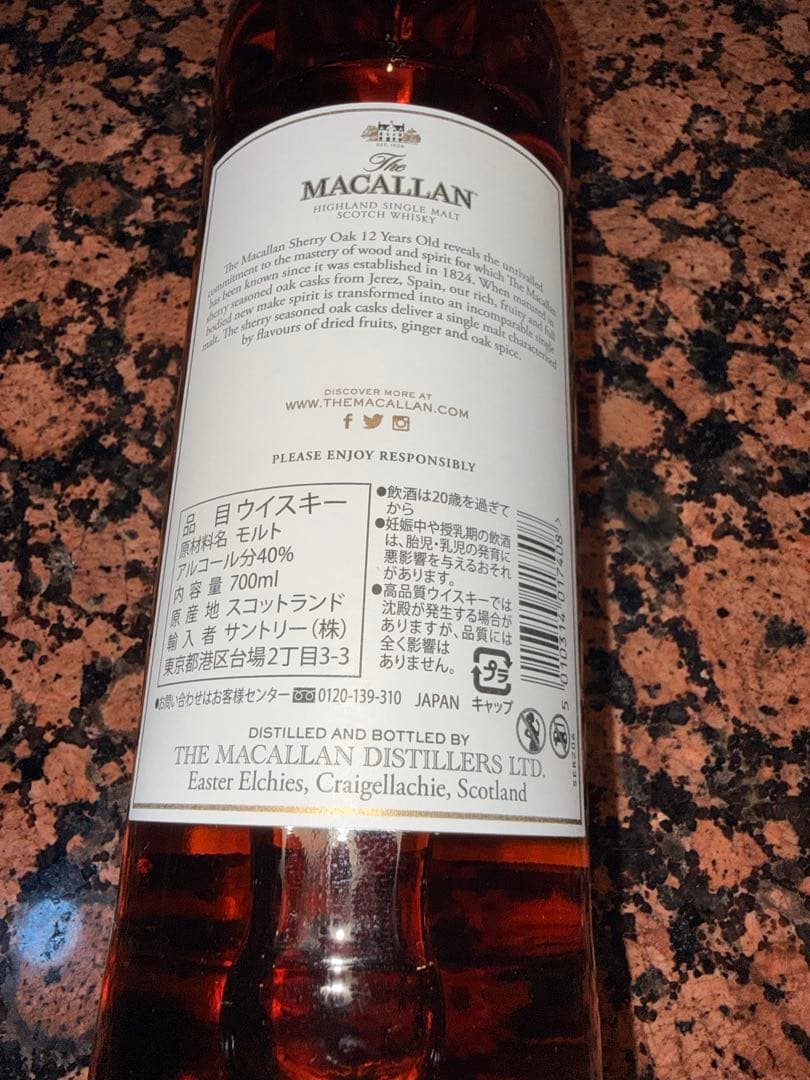 EST. 1824
The
MACALLAN
HIGHLAND SINGLE MALT
SCOTCH WHISKY
The Macallan Sherry Oak 12 Years Old reveals the unrivalled
commitment to the mastery of wood and spirit for which The Macallan
has been known since it was established in 1824. When matured in
sherry seasoned oak casks from Jerez, Spain, our rich, fruity and full
bodied new make spirit is transformed into an incomparable single
malt. The sherry seasoned oak casks deliver a single malt characterised
by flavours of dried fruits, ginger and oak spice.
DISCOVER MORE AT
WWW.THEMACALLAN.COM
PLEASE ENJOY RESPONSIBLY
品 目 ウイスキー
原材料名 モルト
アルコール分40%
内 容 量 700ml
原 産 地 スコットランド
輸 入 者 サントリー(株)
東京都港区台場2丁目3-3
●飲酒は20歳を過ぎて
から
●妊娠中や授乳期の飲酒
は、胎児・乳児の発育に
悪影響を与えるおそれ
があります。
●高品質ウイスキーでは
沈殿が発生する場合が
ありますが、品質には
全く影響は
ありません。
プラ
キャップ
5 010314 017408 >
●お問い合わせはお客様センター 0120-139-310 JAPAN
DISTILLED AND BOTTLED BY
THE MACALLAN DISTILLERS LTD.
Easter Elchies, Craigellachie, Scotland